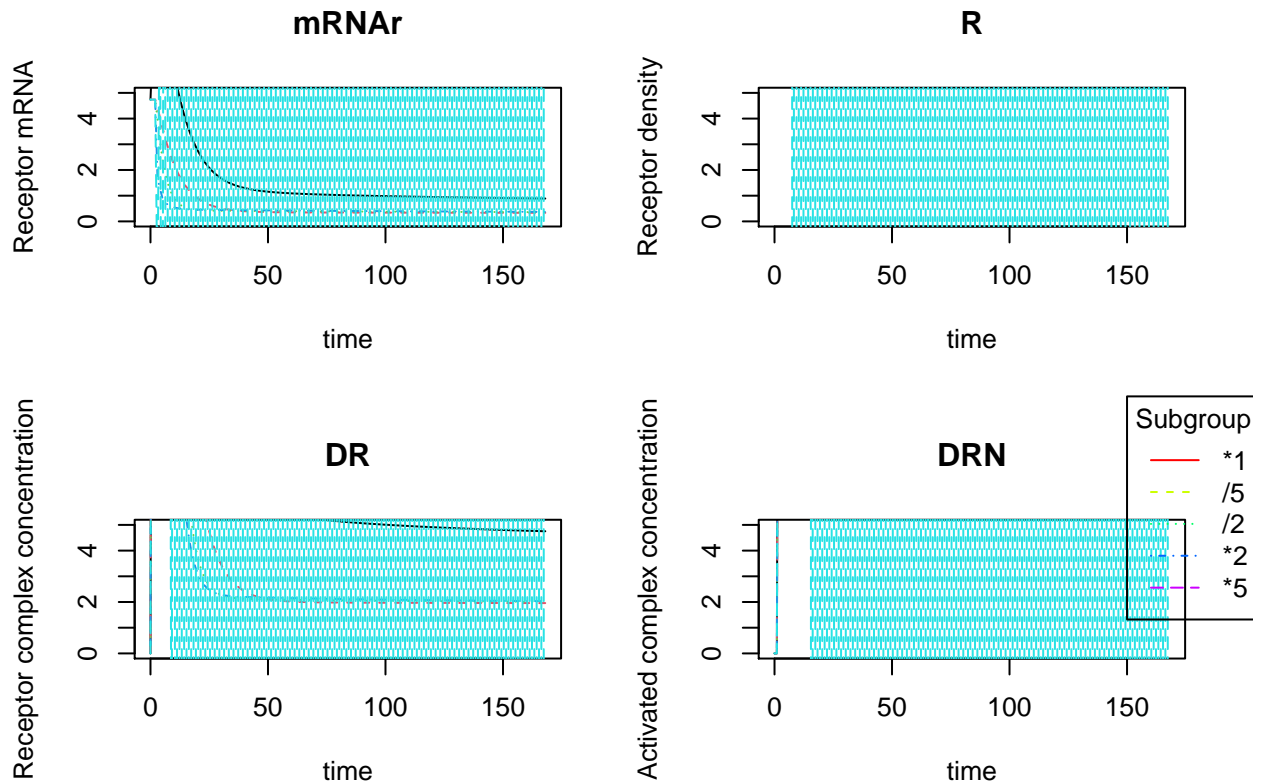 mRNAr
Receptor mRNA
0 2 4
0 50 100 150
time
R
Receptor density
0 2 4
0 50 100 150
time
DR
Receptor complex concentration
0 2 4
0 50 100 150
time
DRN
Activated complex concentration
0 2 4
0 50 100 150
time
Subgroup
*1
/5
/2
*2
*5